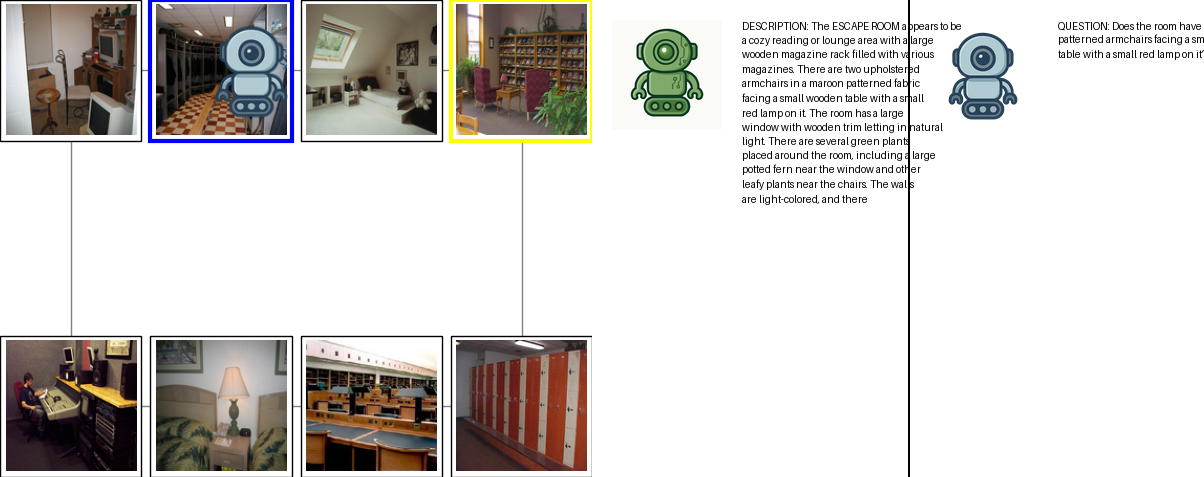 DESCRIPTION: The ESCAPE ROOM appears to be
a cozy reading or lounge area with a large
wooden magazine rack filled with various
magazines. There are two upholstered
armchairs in a maroon patterned fabric
facing a small wooden table with a small
red lamp on it. The room has a large
window with wooden trim letting in natural
light. There are several green plants
placed around the room, including a large
potted fern near the window and other
leafy plants near the chairs. The walls
are light-colored, and there
QUESTION: Does the room have
patterned armchairs facing a sm
table with a small red lamp on it?